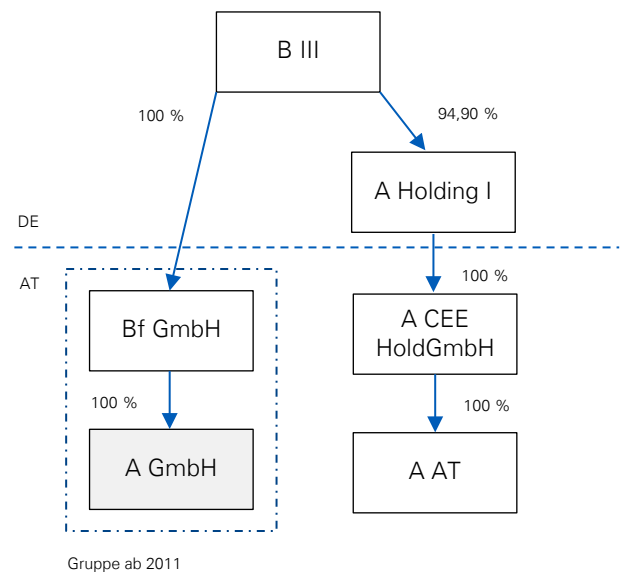 B III
100 %
94,90 %
A Holding I
DE
AT
100 %
Bf GmbH
A CEE
HoldGmbH
100 %
100 %
A GmbH
A AT
Gruppe ab 2011